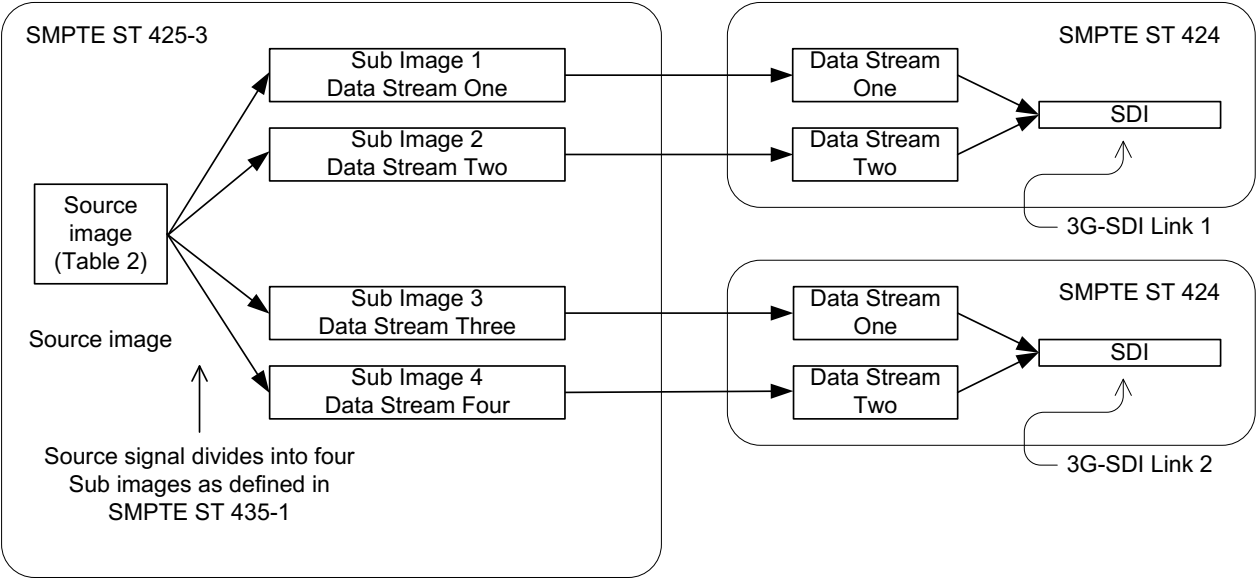 SMPTE ST 425-3
Sub Image 1
Data Stream One
Sub Image 2
Data Stream Two
Source
image
(Table 2)
Sub Image 3
Data Stream Three
Source image
Sub Image 4
Data Stream Four
Source signal divides into four
Sub images as defined in
SMPTE ST 435-1
SMPTE ST 424
Data Stream
One
SDI
Data Stream
Two
3G-SDI Link 1
SMPTE ST 424
Data Stream
One
SDI
Data Stream
Two
3G-SDI Link 2